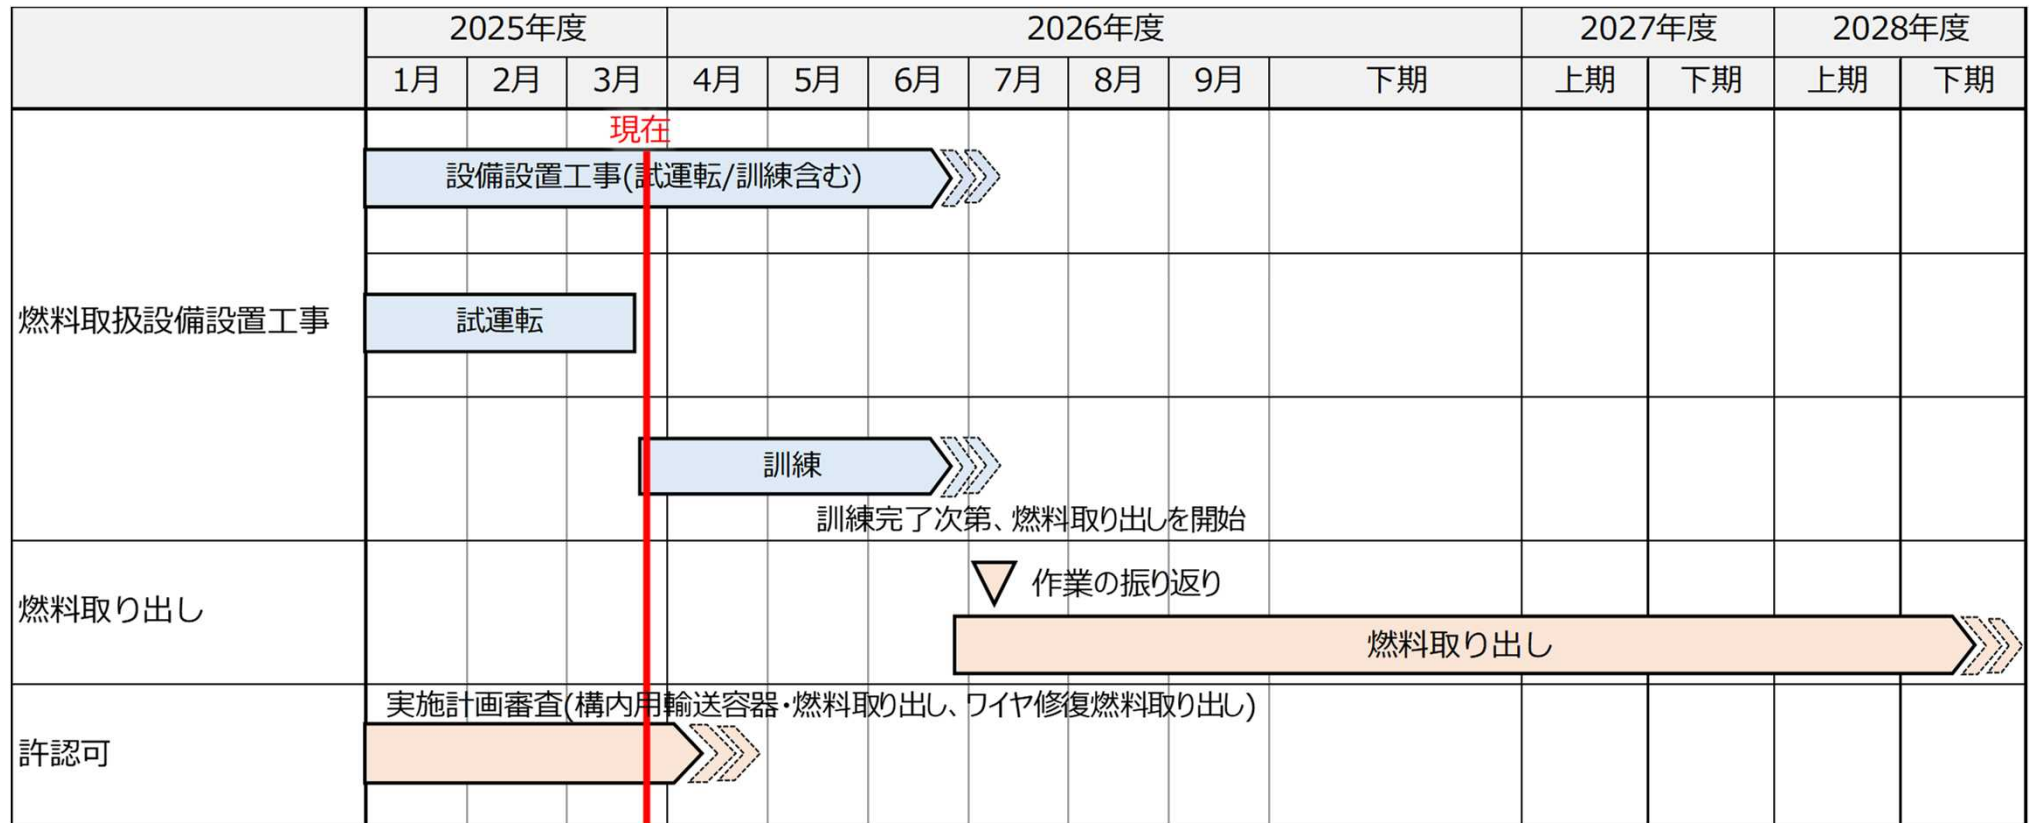 2025年度 2026年度 2027年度 2028年度
1月 2月 3月 4月 5月 6月 7月 8月 9月 下期 上期 下期 上期 下期
現在
設備設置工事(試運転/訓練含む)
燃料取扱設備設置工事
試運転
訓練
訓練完了次第、燃料取り出しを開始
作業の振り返り
燃料取り出し
燃料取り出し
実施計画審査(構内用輸送容器・燃料取り出し、ワイヤ修復燃料取り出し)
許認可